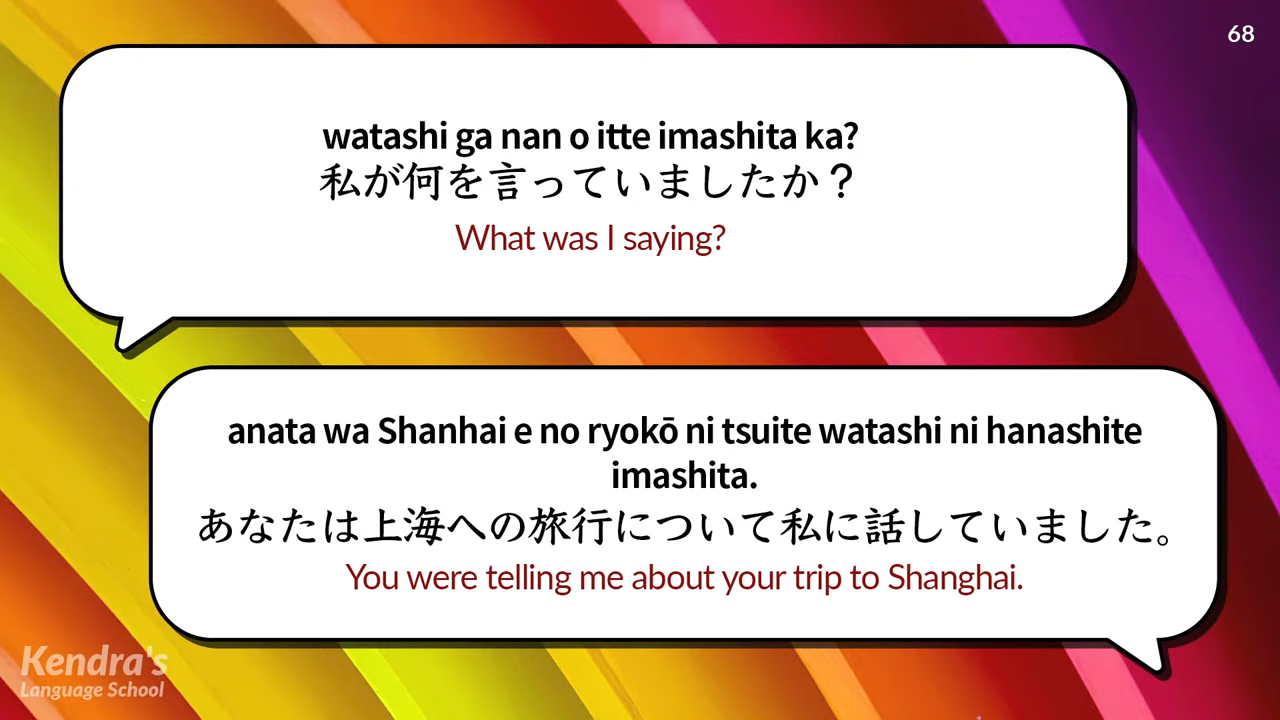 68
watashi ga nan o itte imashita ka?
私が何を言っていましたか？
What was I saying?
anata wa Shanhai e no ryokō ni tsuite watashi ni hanashite
imashita.
あなたは上海への旅行について私に話していました。
You were telling me about your trip to Shanghai.
Kendra's
Language School